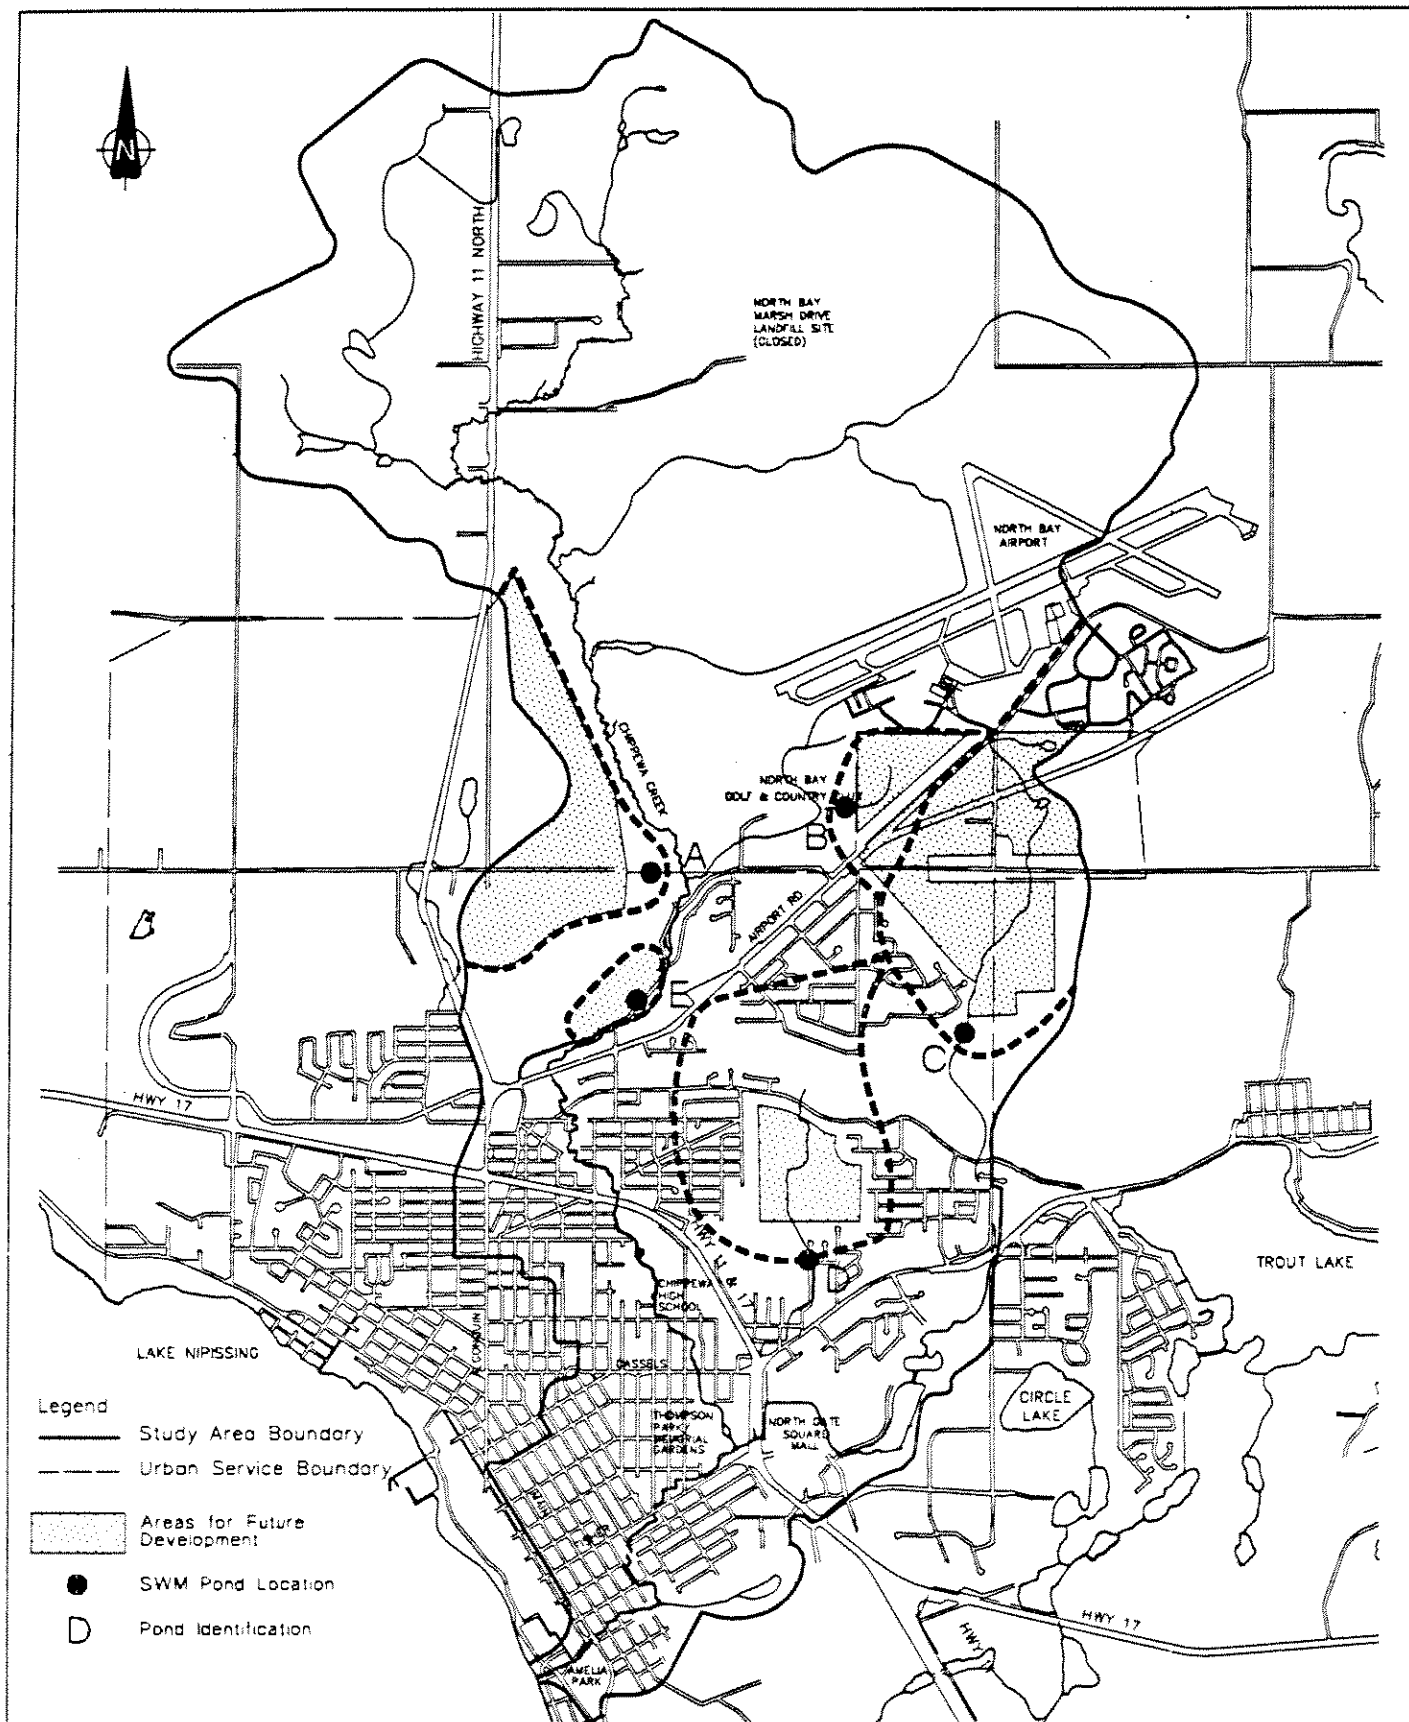 N
HIGHWAY 11 NORTH
NORTH BAY
MARSH DRIVE
LANDFILL SITE
(CLOSED)
NORTH BAY
AIRPORT
CHIPPEWA CREEK
NORTH BAY
GOLF & COUNTRY CLUB
B
A
AIRPORT RD
E
C
HWY 17
HWY 11 & 17
D
TROUT LAKE
CHIPPEWA
HIGH
SCHOOL
LAKE NIPISSING
CASSELS
CIRCLE
LAKE
THOMPSON
PARK/
MEMORIAL
GARDENS
NORTH GATE
SQUARE
MALL
Legend
Study Area Boundary
Urban Service Boundary
Areas for Future
Development
SWM Pond Location
D
Pond Identification
HWY 17
HWY
AMELIA
PARK